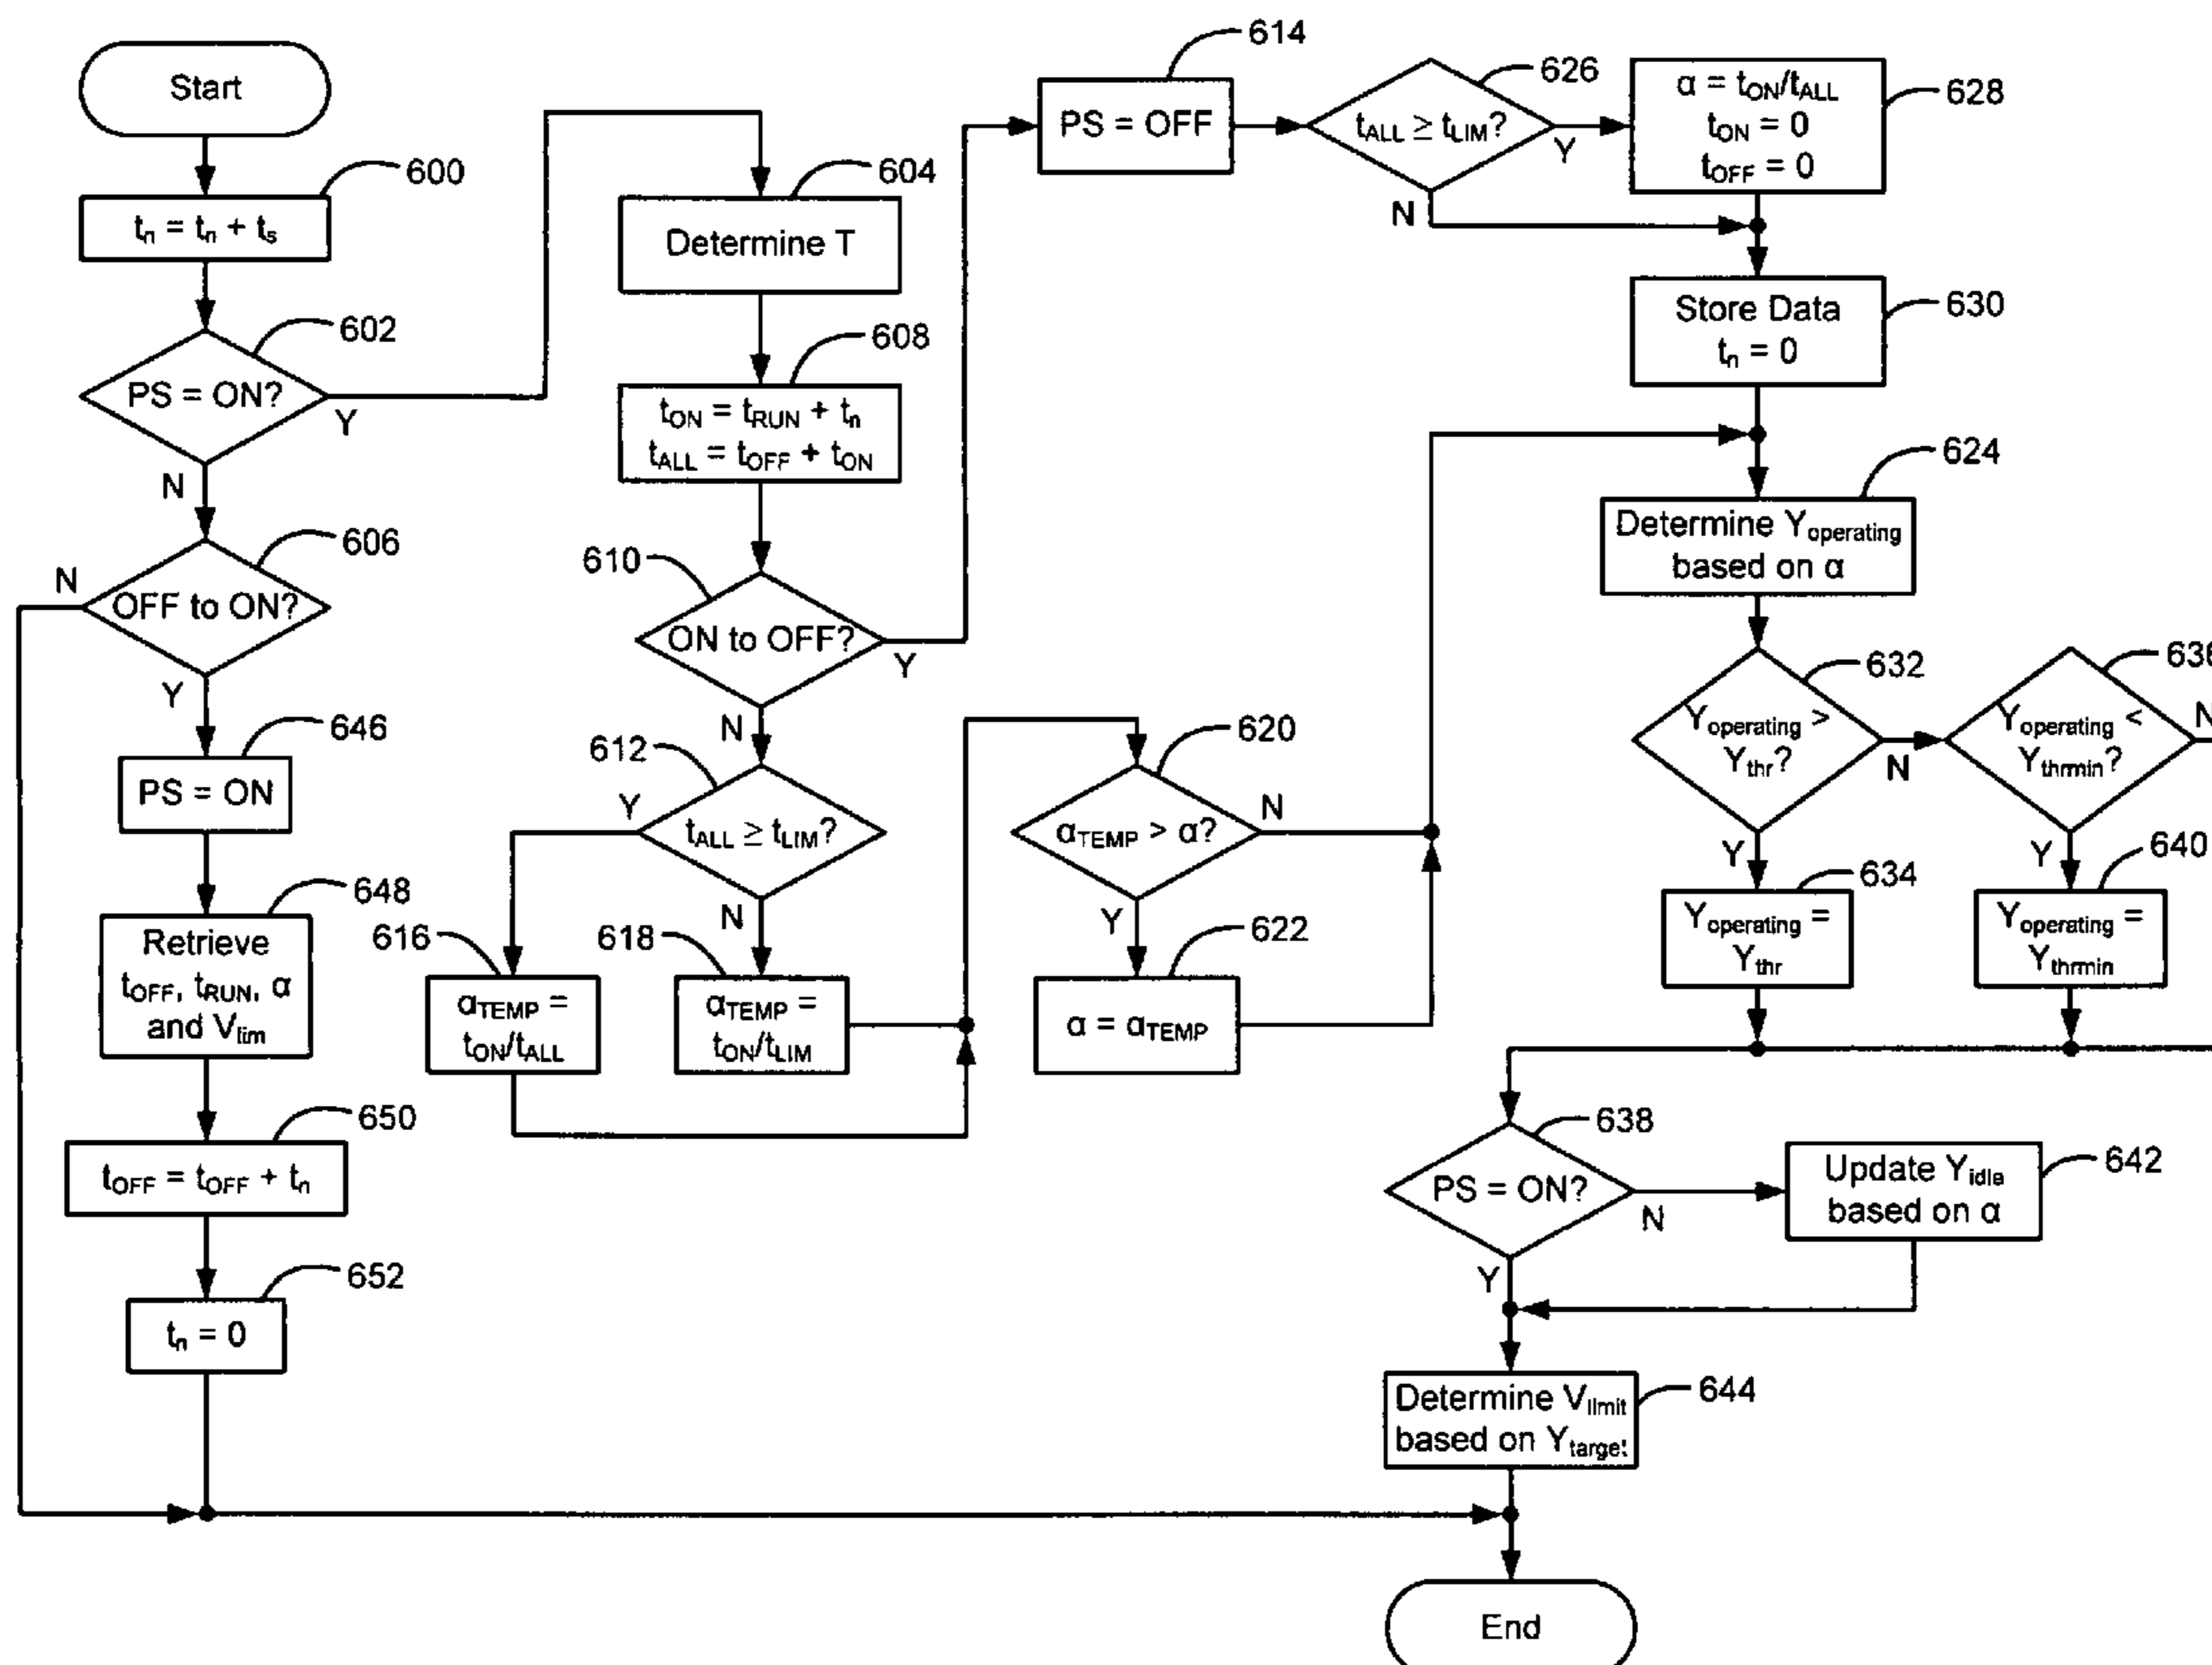 Start
600
tn = tn + ts
602
PS = ON?
Y
N
606
OFF to ON?
N
Y
646
PS = ON
648
Retrieve
tOFF, tRUN, α
and Vlim
650
tOFF = tOFF + tn
652
tn = 0
604
Determine T
608
tON = tRUN + tn
tALL = tOFF + tON
610
ON to OFF?
Y
N
612
tALL ≥ tLIM?
Y
N
616
αTEMP =
tON/tALL
618
αTEMP =
tON/tLIM
620
αTEMP > α?
N
Y
622
α = αTEMP
614
PS = OFF
626
tALL ≥ tLIM?
Y
N
628
α = tON/tALL
tON = 0
tOFF = 0
630
Store Data
tn = 0
624
Determine Yoperating
based on α
632
Yoperating >
Ythr?
N
Y
634
Yoperating =
Ythr
636
Yoperating <
Ythrmin?
N
Y
640
Yoperating =
Ythrmin
638
PS = ON?
N
Y
642
Update Yidle
based on α
644
Determine Vlimit
based on Ytarget
End